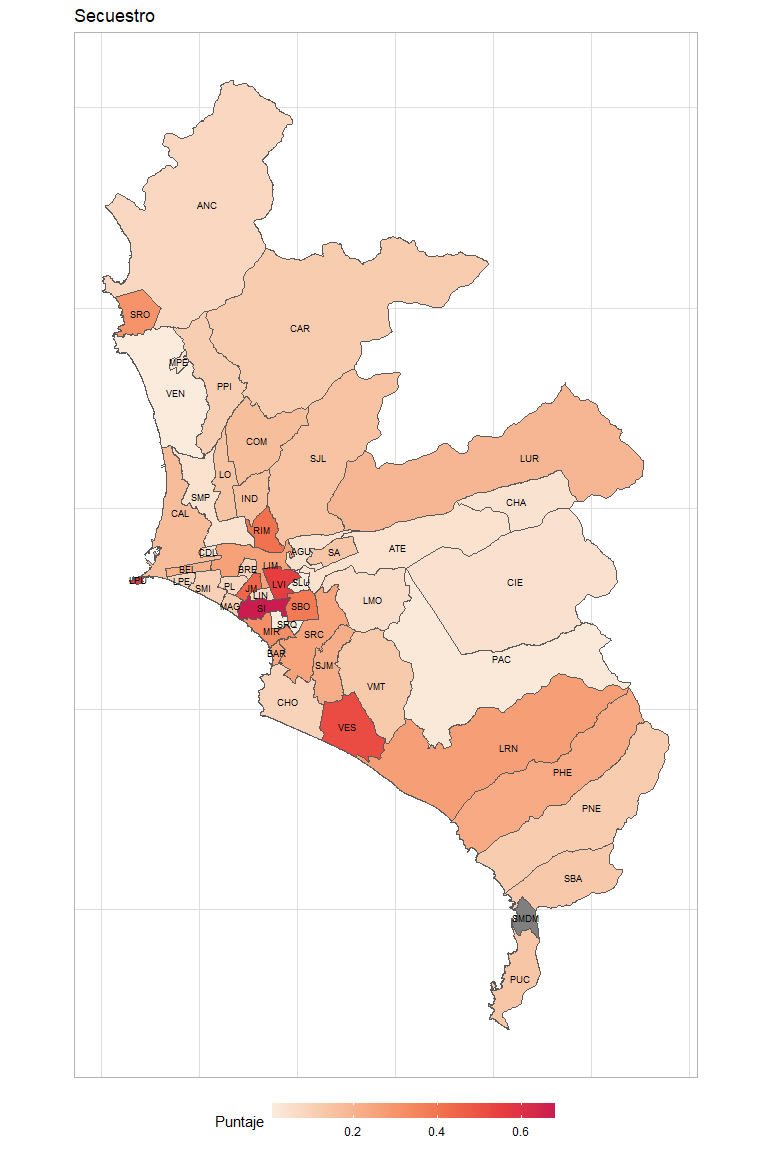 Secuestro
ANC
SRO
CAR
MPE
PPI
VEN
COM
SJL
LUR
LO
SMP
IND
CHA
CAL
RIM
CDL
AGU
SA
ATE
LIM
BEL
BRE
LPE
SMI
PL
JM
LVI
SLU
CIE
LIN
MAG
SI
SBO
LMO
SRQ
MIR
SRC
BAR
SJM
PAC
VMT
CHO
VES
LRN
PHE
PNE
SBA
SMDM
PUC
Puntaje
0.2 0.4 0.6